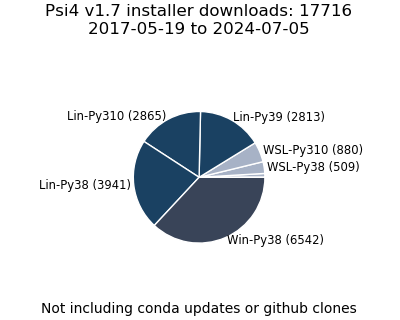 Psi4 v1.7 installer downloads: 17716
2017-05-19 to 2024-07-05
Lin-Py310 (2865)
Lin-Py39 (2813)
WSL-Py310 (880)
WSL-Py38 (509)
Lin-Py38 (3941)
Win-Py38 (6542)
Not including conda updates or github clones